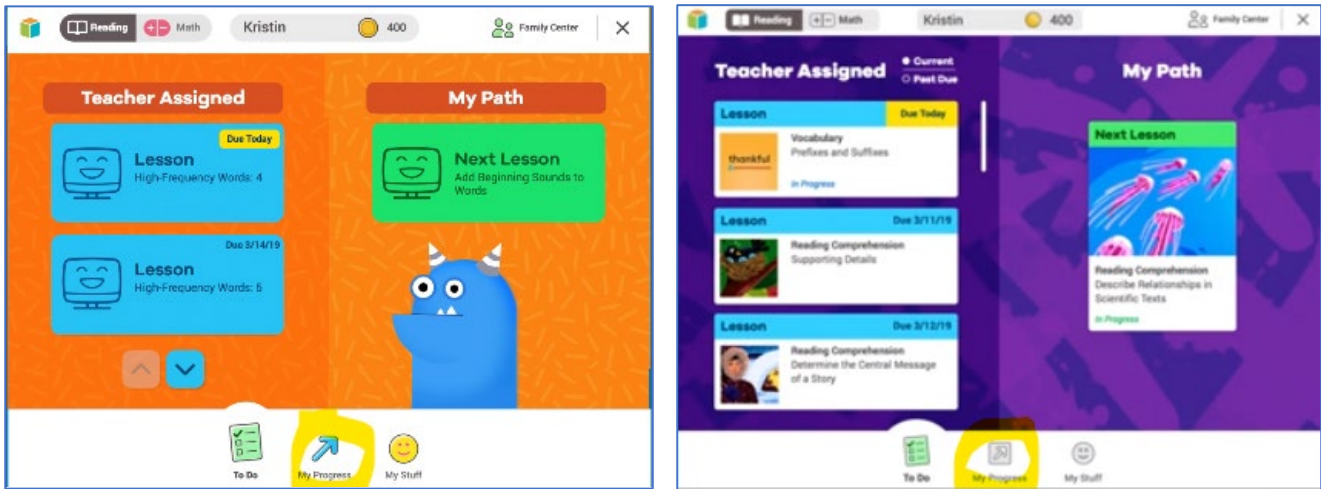 Reading
Math
Kristin
400
Family Center
Teacher Assigned
My Path
Due Today
Lesson
High-Frequency Words: 4
Next Lesson
Add Beginning Sounds to
Words
Due 3/14/19
Lesson
High-Frequency Words: 5
To Do
My Progress
My Stuff
Reading
Math
Kristin
400
Family Center
Teacher Assigned
Current
Past Due
My Path
Lesson
Due Today
thankful
Vocabulary
Prefixes and Suffixes
In Progress
Lesson
Due 3/11/19
Reading Comprehension
Supporting Details
Lesson
Due 3/12/19
Reading Comprehension
Determine the Central Message
of a Story
Next Lesson
Reading Comprehension
Describe Relationships in
Scientific Texts
In Progress
To Do
My Progress
My Stuff